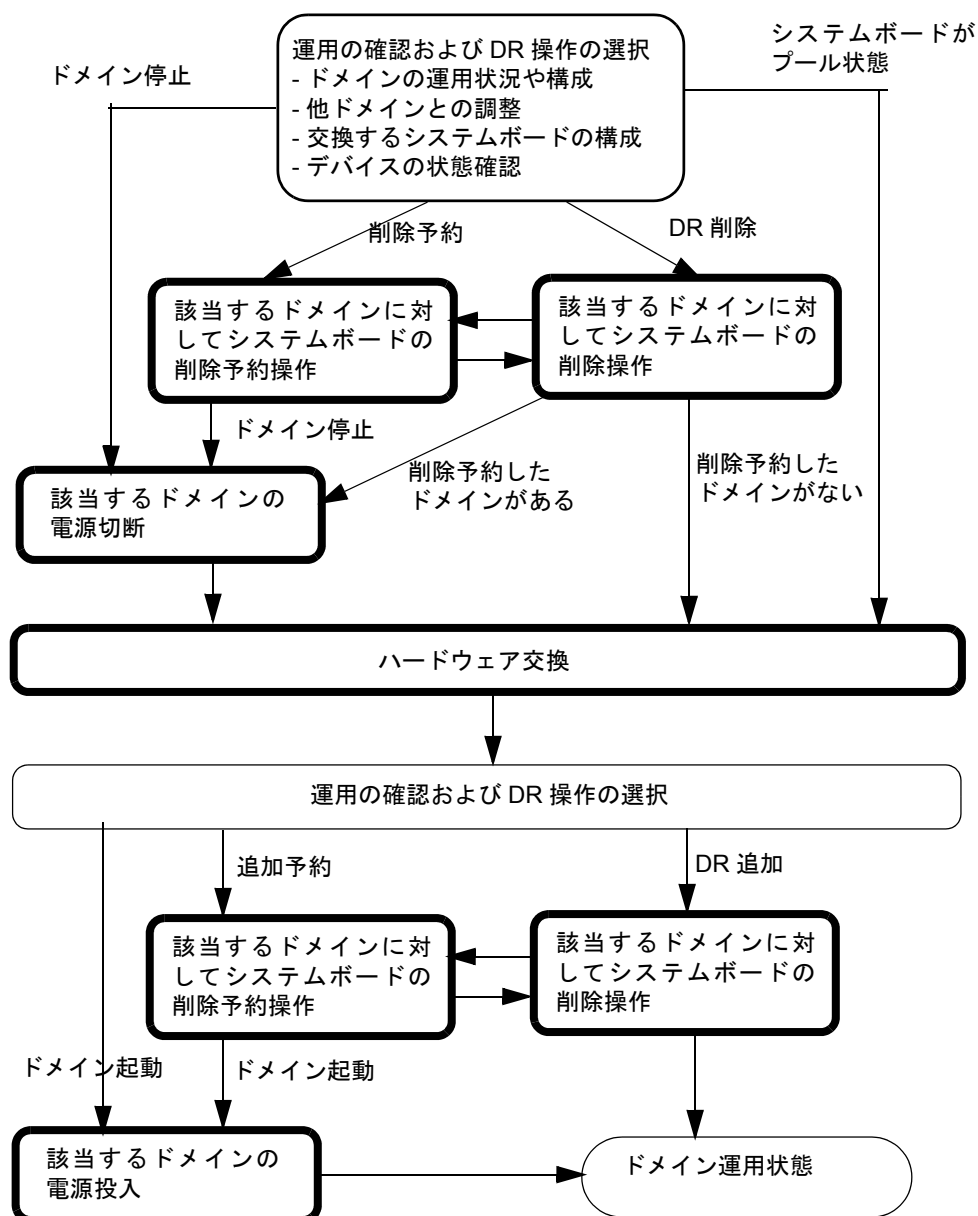 システムボードが
プール状態
ドメイン停止
運用の確認および DR 操作の選択
- ドメインの運用状況や構成
- 他ドメインとの調整
- 交換するシステムボードの構成
- デバイスの状態確認
削除予約
DR 削除
該当するドメインに対
してシステムボードの
削除予約操作
該当するドメインに対
してシステムボードの
削除操作
ドメイン停止
削除予約した
ドメインがある
削除予約した
ドメインがない
該当するドメインの
電源切断
ハードウェア交換
運用の確認および DR 操作の選択
追加予約
DR 追加
該当するドメインに対
してシステムボードの
削除予約操作
該当するドメインに対
してシステムボードの
削除操作
ドメイン起動
ドメイン起動
該当するドメインの
電源投入
ドメイン運用状態